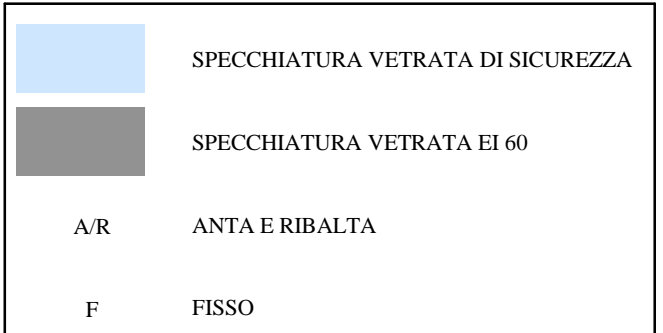 SPECCHIATURA VETRATA DI SICUREZZA
SPECCHIATURA VETRATA EI 60
A/R ANTA E RIBALTA
F FISSO